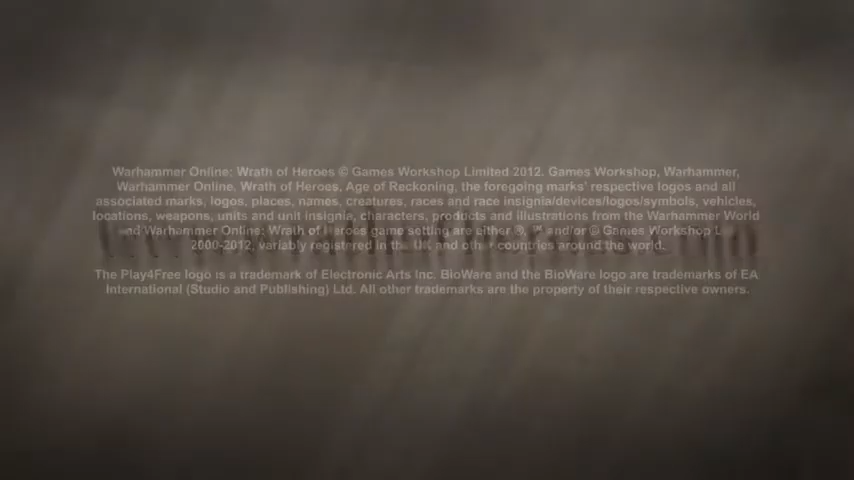 Warhammer Online: Wrath of Heroes © Games Workshop Limited 2012. Games Workshop, Warhammer,
Warhammer Online, Wrath of Heroes, Age of Reckoning, the foregoing marks' respective logos and all
associated marks, logos, places, names, creatures, races and race insignia/devices/logos/symbols, vehicles,
locations, weapons, units and unit insignia, characters, products and illustrations from the Warhammer World
and Warhammer Online: Wrath of Heroes game setting are either ®, ™ and/or © Games Workshop
2000-2012, variably registered in the UK and other countries around the world.
The Play4Free logo is a trademark of Electronic Arts Inc. BioWare and the BioWare logo are trademarks of EA
International (Studio and Publishing) Ltd. All other trademarks are the property of their respective owners.